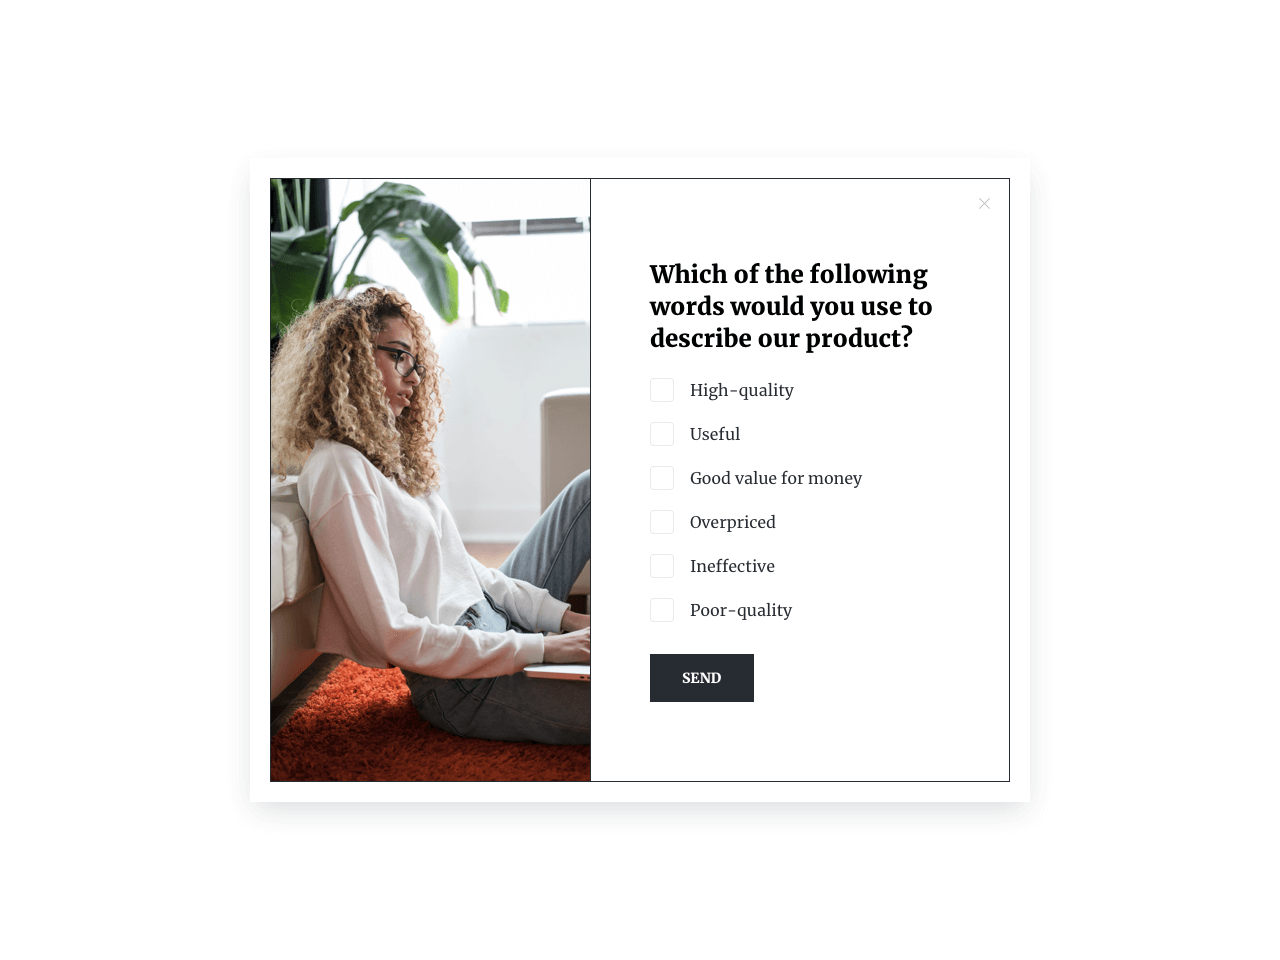 Which of the following
words would you use to
describe our product?
High-quality
Useful
Good value for money
Overpriced
Ineffective
Poor-quality
SEND